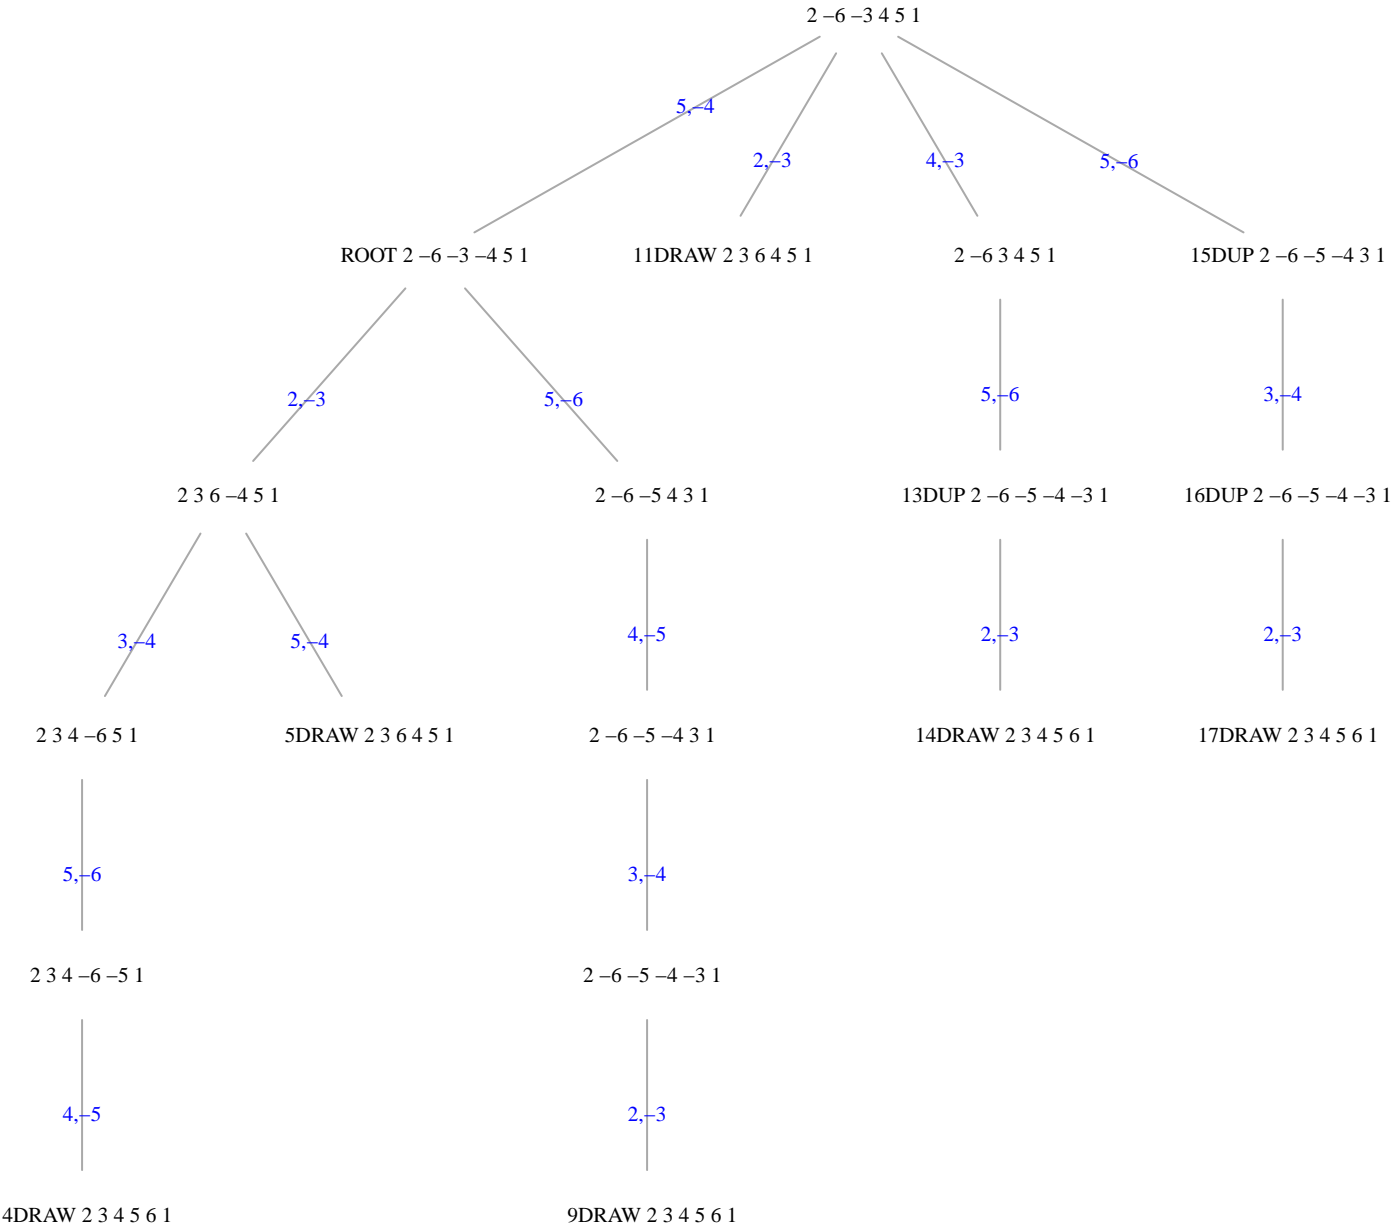 2 –6 –3 4 5 1
5,–4
2,–3
4,–3
5,–6
ROOT 2 –6 –3 –4 5 1
11DRAW 2 3 6 4 5 1
2 –6 3 4 5 1
15DUP 2 –6 –5 –4 3 1
2,–3
5,–6
5,–6
3,–4
2 3 6 –4 5 1
2 –6 –5 4 3 1
13DUP 2 –6 –5 –4 –3 1
16DUP 2 –6 –5 –4 –3 1
3,–4
5,–4
4,–5
2,–3
2,–3
2 3 4 –6 5 1
5DRAW 2 3 6 4 5 1
2 –6 –5 –4 3 1
14DRAW 2 3 4 5 6 1
17DRAW 2 3 4 5 6 1
5,–6
3,–4
2 3 4 –6 –5 1
2 –6 –5 –4 –3 1
4,–5
2,–3
4DRAW 2 3 4 5 6 1
9DRAW 2 3 4 5 6 1